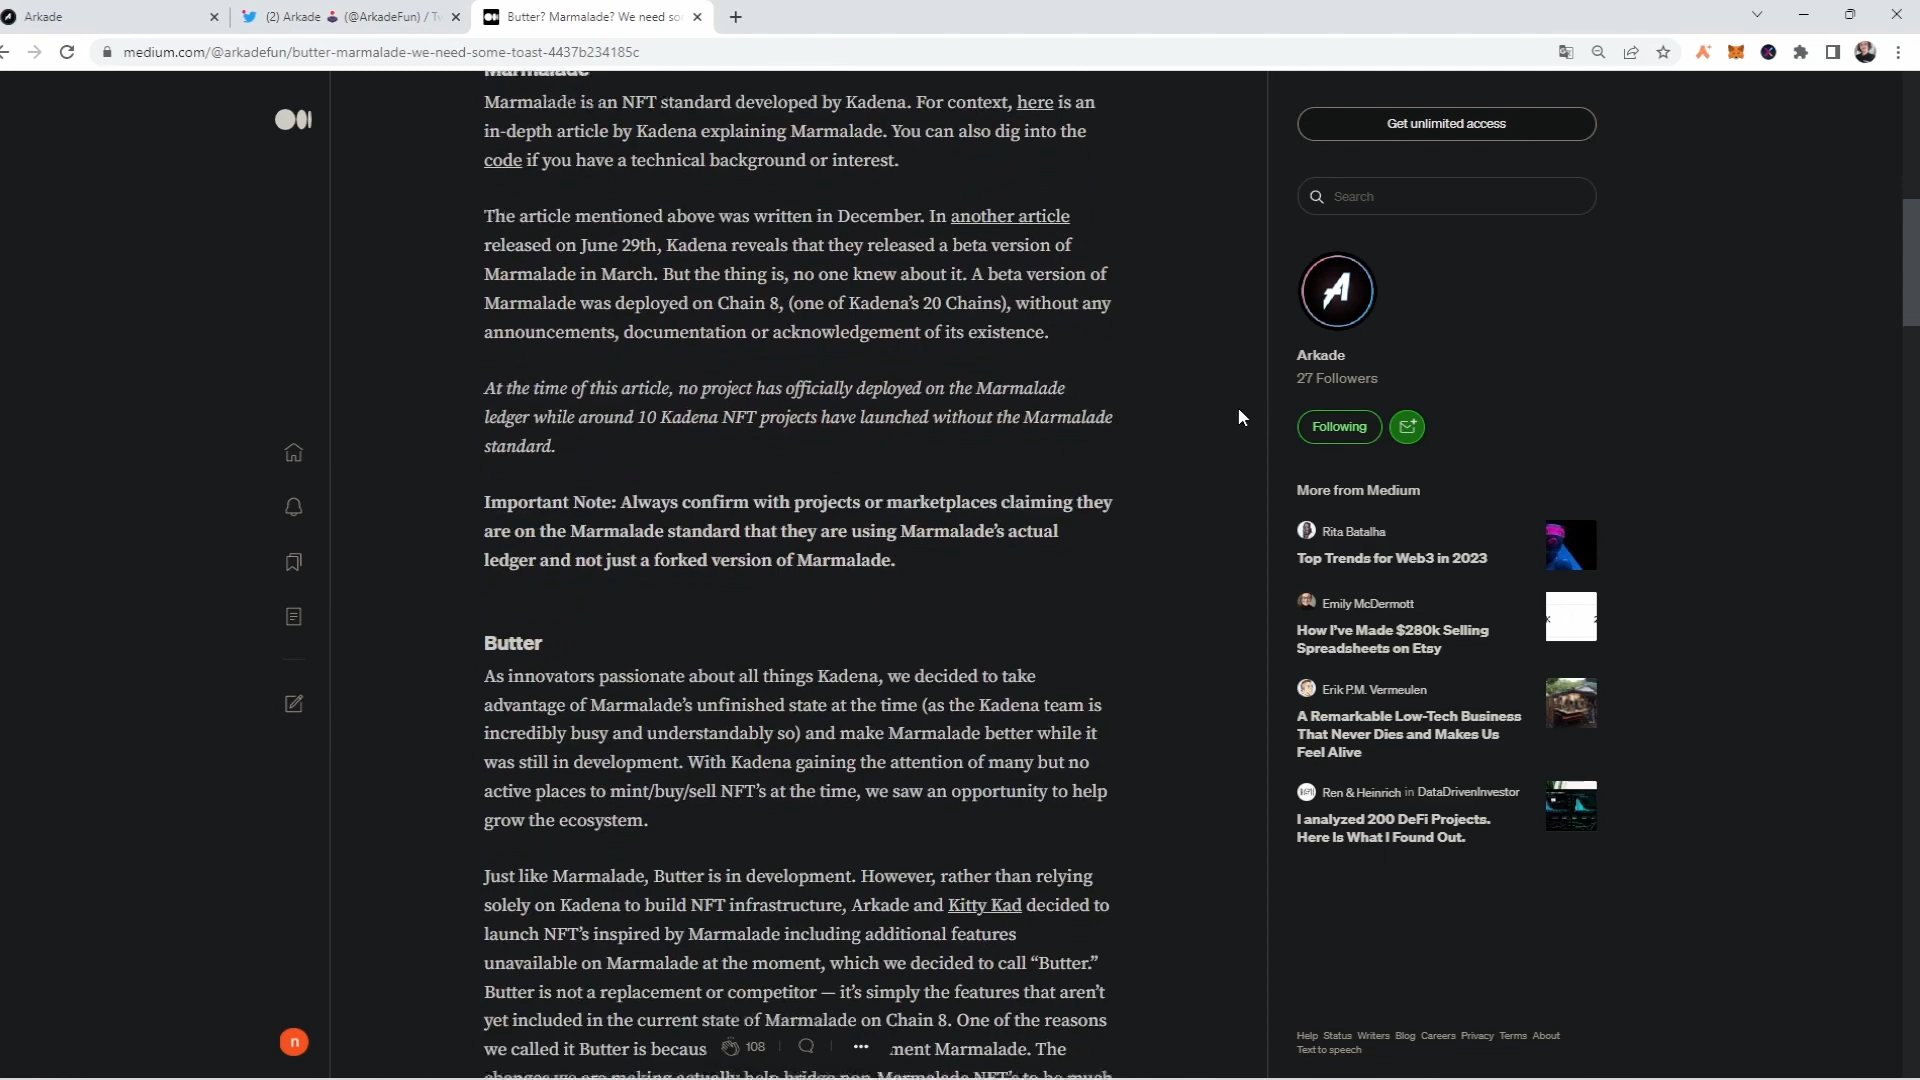 Arkade
(2) Arkade (@ArkadeFun) / Tw
Butter? Marmalade? We need so
medium.com/@arkadefun/butter-marmalade-we-need-some-toast-4437b234185c
Marmalade
Marmalade is an NFT standard developed by Kadena. For context, here is an
in-depth article by Kadena explaining Marmalade. You can also dig into the
code if you have a technical background or interest.
The article mentioned above was written in December. In another article
released on June 29th, Kadena reveals that they released a beta version of
Marmalade in March. But the thing is, no one knew about it. A beta version of
Marmalade was deployed on Chain 8, (one of Kadena's 20 Chains), without any
announcements, documentation or acknowledgement of its existence.
At the time of this article, no project has officially deployed on the Marmalade
ledger while around 10 Kadena NFT projects have launched without the Marmalade
standard.
Important Note: Always confirm with projects or marketplaces claiming they
are on the Marmalade standard that they are using Marmalade's actual
ledger and not just a forked version of Marmalade.
Butter
As innovators passionate about all things Kadena, we decided to take
advantage of Marmalade's unfinished state at the time (as the Kadena team is
incredibly busy and understandably so) and make Marmalade better while it
was still in development. With Kadena gaining the attention of many but no
active places to mint/buy/sell NFT's at the time, we saw an opportunity to help
grow the ecosystem.
Just like Marmalade, Butter is in development. However, rather than relying
solely on Kadena to build NFT infrastructure, Arkade and Kitty Kad decided to
launch NFT's inspired by Marmalade including additional features
unavailable on Marmalade at the moment, which we decided to call “Butter.”
Butter is not a replacement or competitor — it's simply the features that aren't
yet included in the current state of Marmalade on Chain 8. One of the reasons
we called it Butter is becaus 108 ment Marmalade. The
changes we are making actually help bridge non-Marmalade NFT's to be much
n
Get unlimited access
Search
A
Arkade
27 Followers
Following
More from Medium
Rita Batalha
Top Trends for Web3 in 2023
Emily McDermott
How I've Made $280k Selling
Spreadsheets on Etsy
Erik P.M. Vermeulen
A Remarkable Low-Tech Business
That Never Dies and Makes Us
Feel Alive
Ren & Heinrich in DataDrivenInvestor
I analyzed 200 DeFi Projects.
Here Is What I Found Out.
Help Status Writers Blog Careers Privacy Terms About
Text to speech